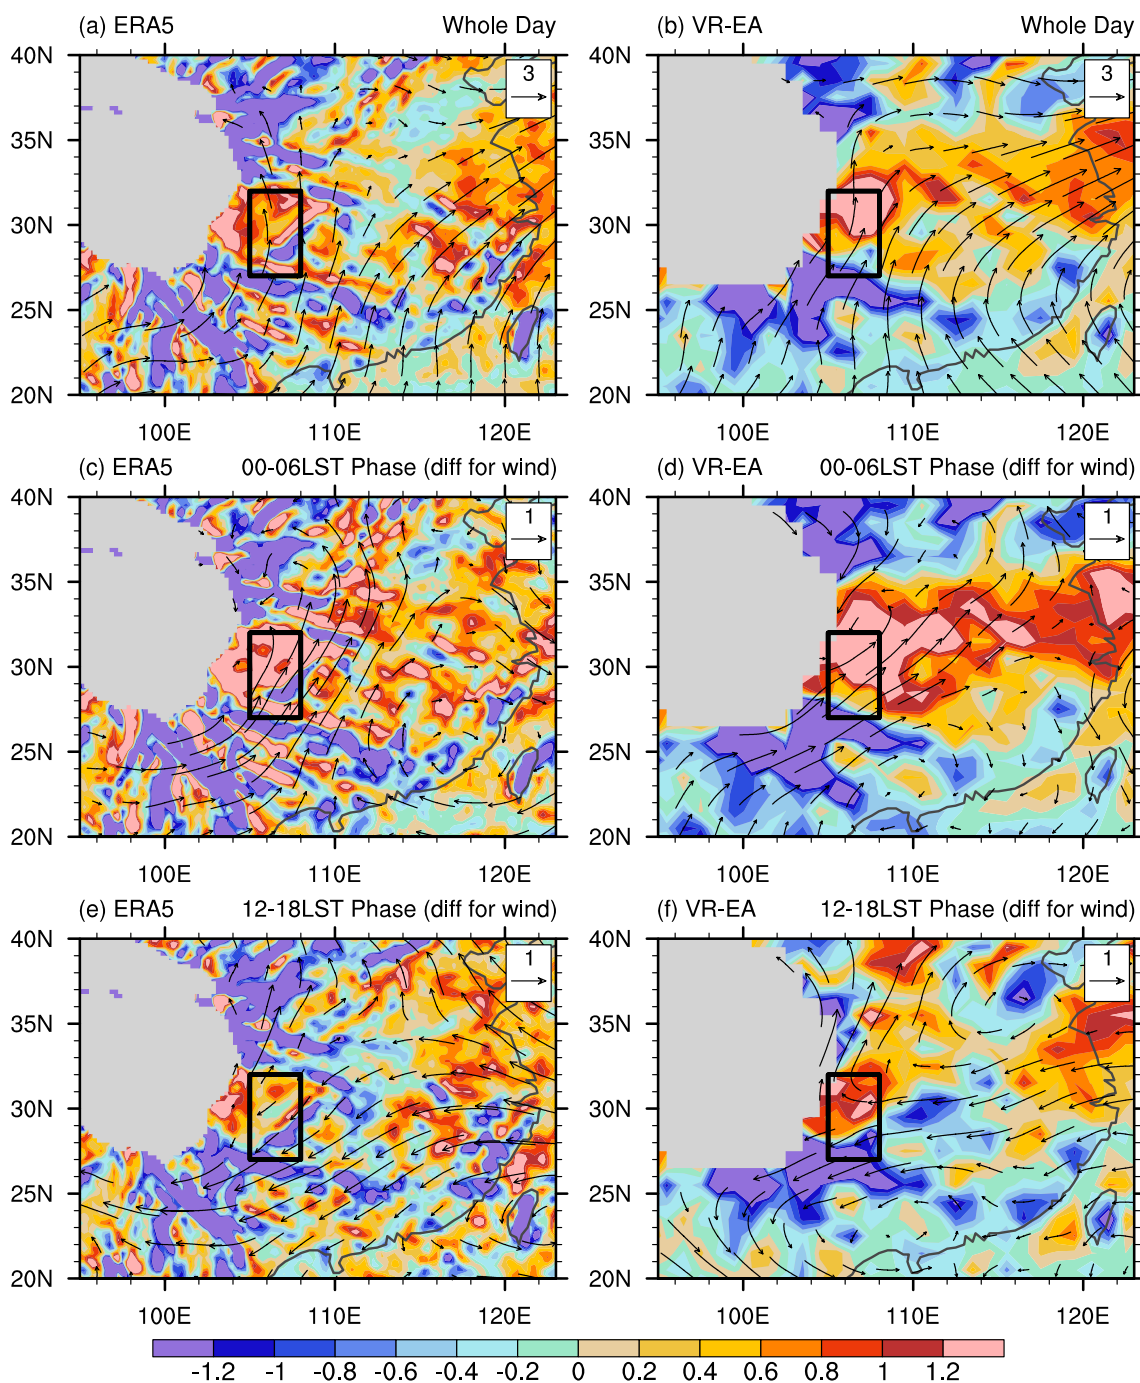 (a) ERA5 Whole Day (b) VR-EA Whole Day
40N 3 40N 3
35N 35N
30N 30N
25N 25N
20N 20N
100E 110E 120E 100E 110E 120E
(c) ERA5 00-06LST Phase (diff for wind) (d) VR-EA 00-06LST Phase (diff for wind)
40N 1 40N 1
35N 35N
30N 30N
25N 25N
20N 20N
100E 110E 120E 100E 110E 120E
(e) ERA5 12-18LST Phase (diff for wind) (f) VR-EA 12-18LST Phase (diff for wind)
40N 1 40N 1
35N 35N
30N 30N
25N 25N
20N 20N
100E 110E 120E 100E 110E 120E
-1.2 -1 -0.8 -0.6 -0.4 -0.2 0 0.2 0.4 0.6 0.8 1 1.2